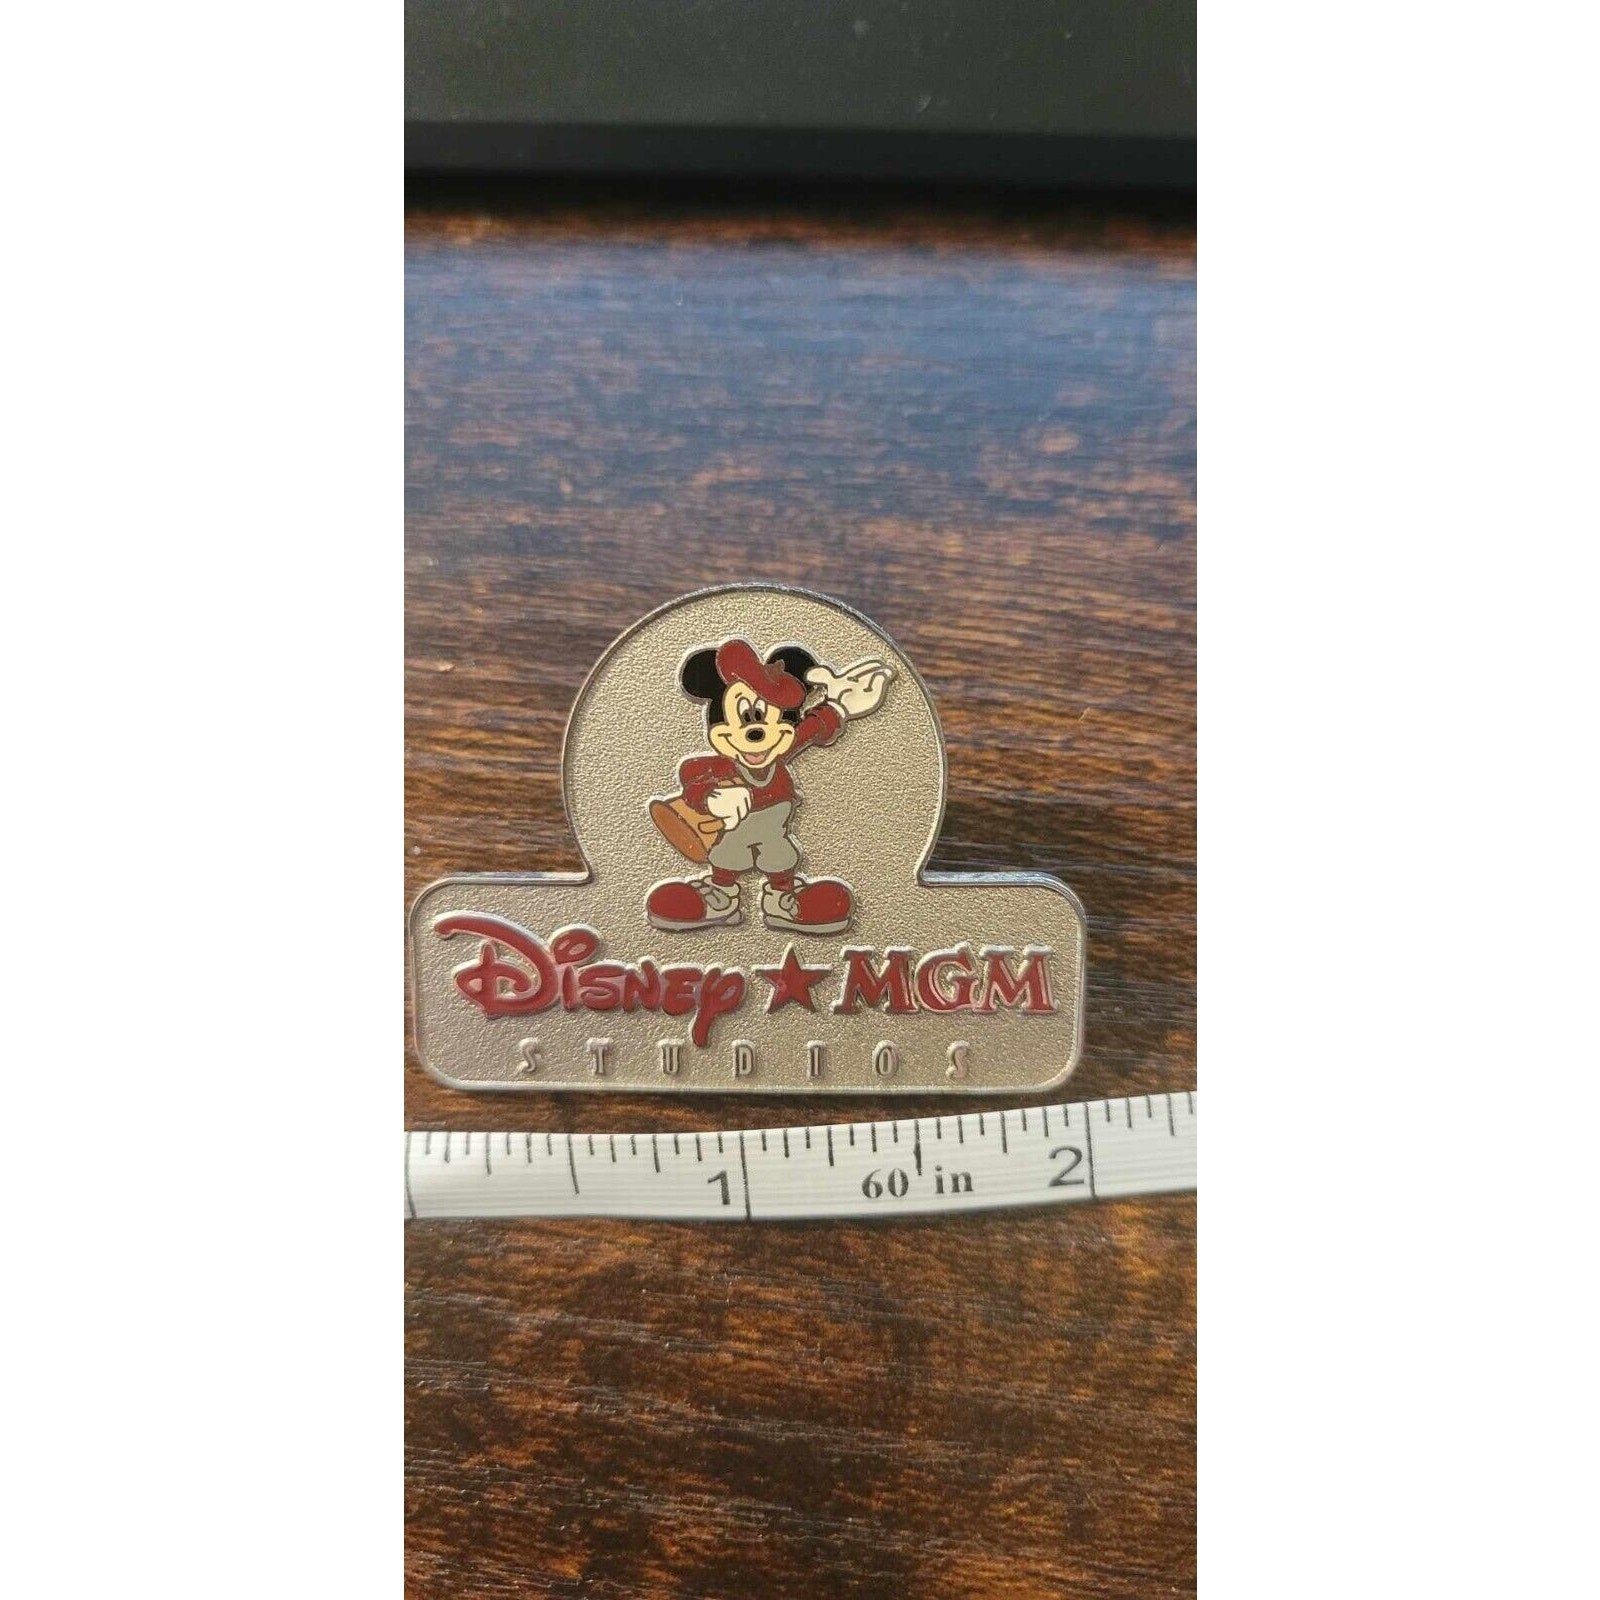 Disney★MGM
STUDIOS
1 60 in 2